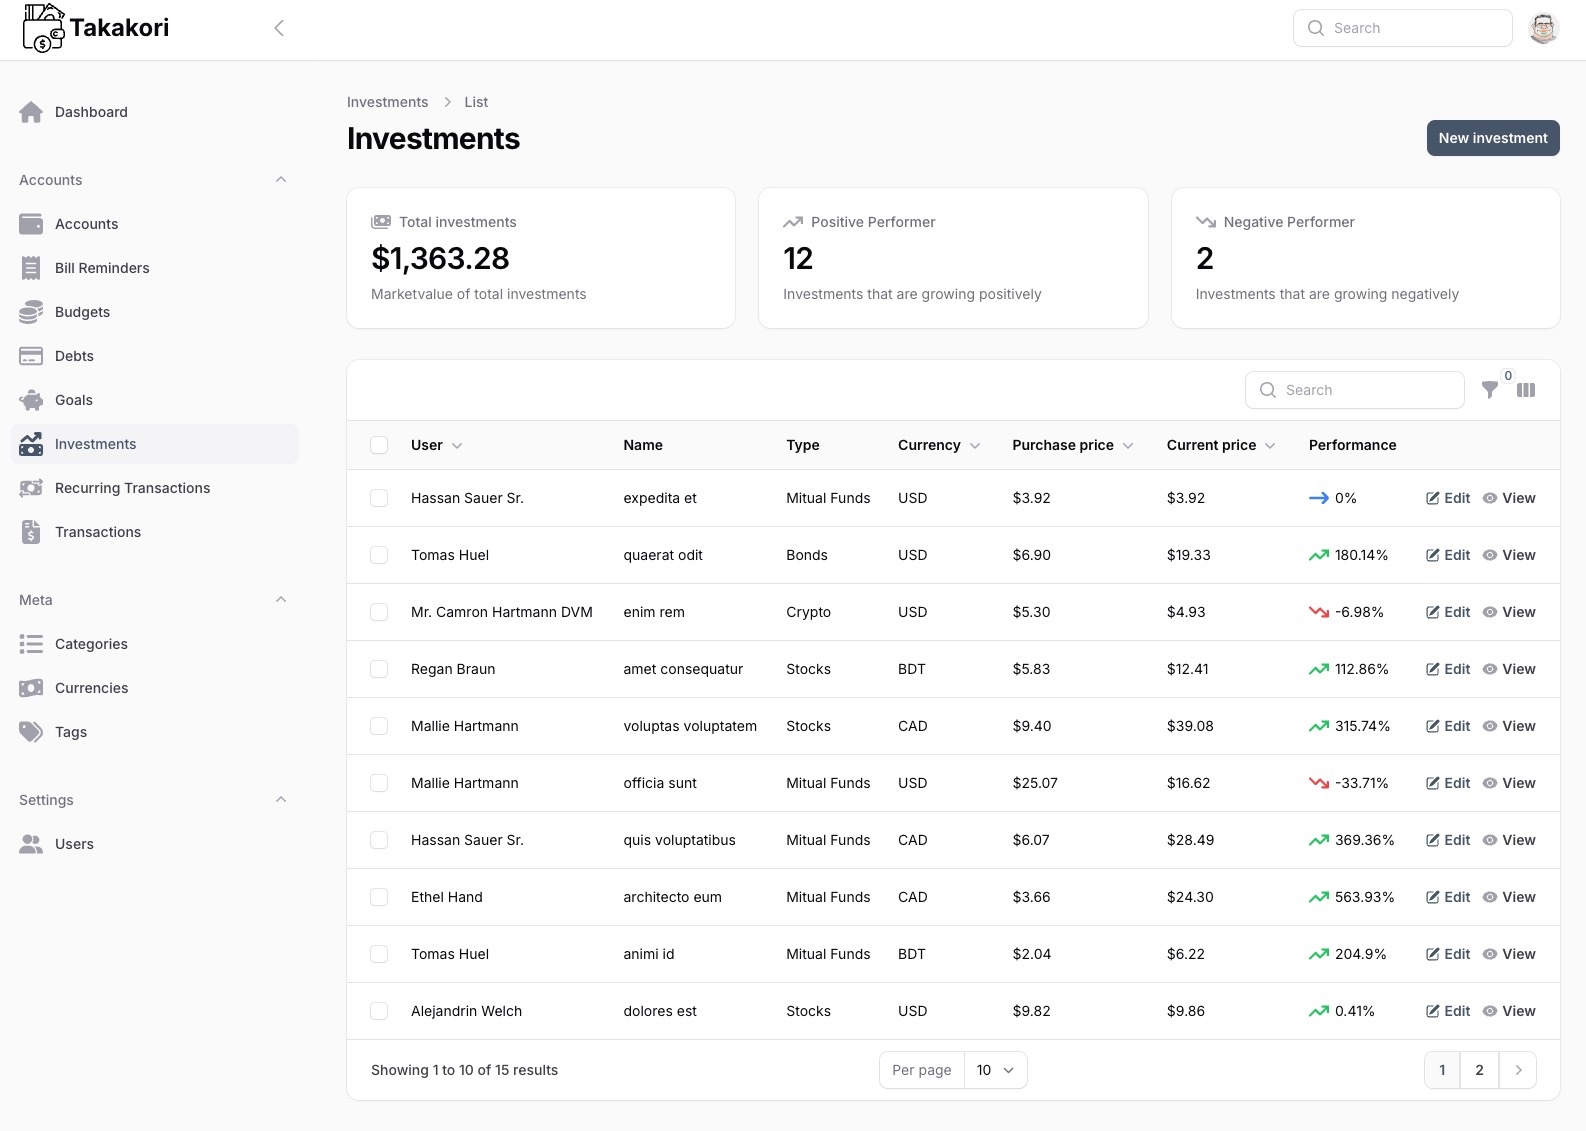 Takakori
Search
Dashboard
Accounts
Accounts
Bill Reminders
Budgets
Debts
Goals
Investments
Recurring Transactions
Transactions
Meta
Categories
Currencies
Tags
Settings
Users
Investments List
Investments
New investment
Total investments
$1,363.28
Marketvalue of total investments
Positive Performer
12
Investments that are growing positively
Negative Performer
2
Investments that are growing negatively
Search
0
User Name Type Currency Purchase price Current price Performance
Hassan Sauer Sr. expedita et Mitual Funds USD $3.92 $3.92 0% Edit View
Tomas Huel quaerat odit Bonds USD $6.90 $19.33 180.14% Edit View
Mr. Camron Hartmann DVM enim rem Crypto USD $5.30 $4.93 -6.98% Edit View
Regan Braun amet consequatur Stocks BDT $5.83 $12.41 112.86% Edit View
Mallie Hartmann voluptas voluptatem Stocks CAD $9.40 $39.08 315.74% Edit View
Mallie Hartmann officia sunt Mitual Funds USD $25.07 $16.62 -33.71% Edit View
Hassan Sauer Sr. quis voluptatibus Mitual Funds CAD $6.07 $28.49 369.36% Edit View
Ethel Hand architecto eum Mitual Funds CAD $3.66 $24.30 563.93% Edit View
Tomas Huel animi id Mitual Funds BDT $2.04 $6.22 204.9% Edit View
Alejandrin Welch dolores est Stocks USD $9.82 $9.86 0.41% Edit View
Showing 1 to 10 of 15 results
Per page 10
1 2